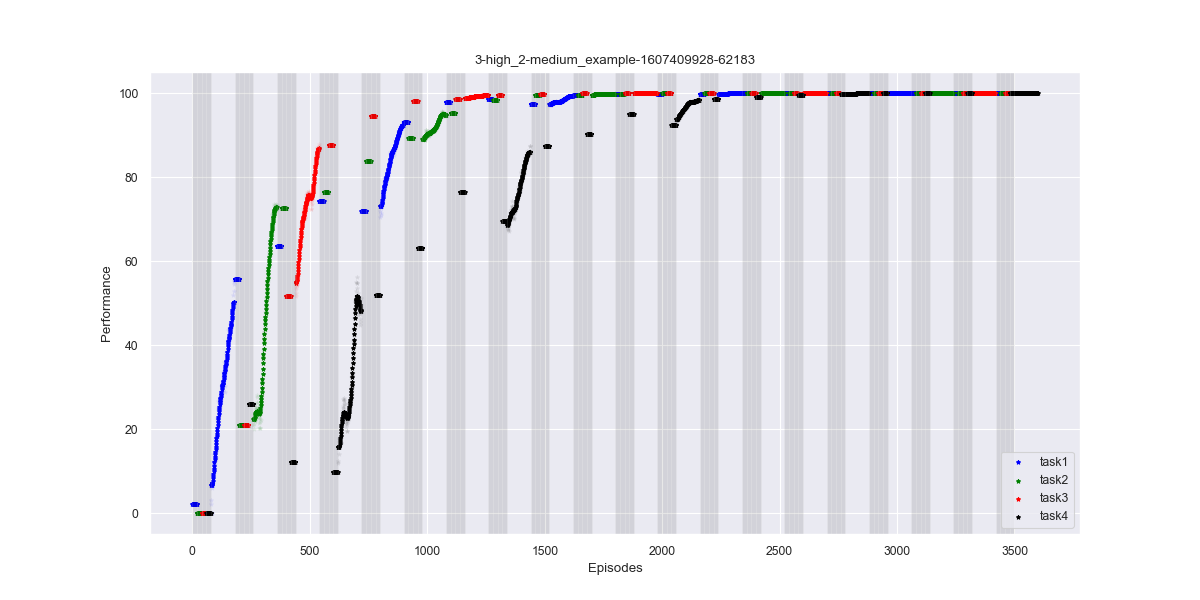 3-high_2-medium_example-1607409928-62183
100
80
60
40
20
0
Performance
0 500 1000 1500 2000 2500 3000 3500
Episodes
task1
task2
task3
task4